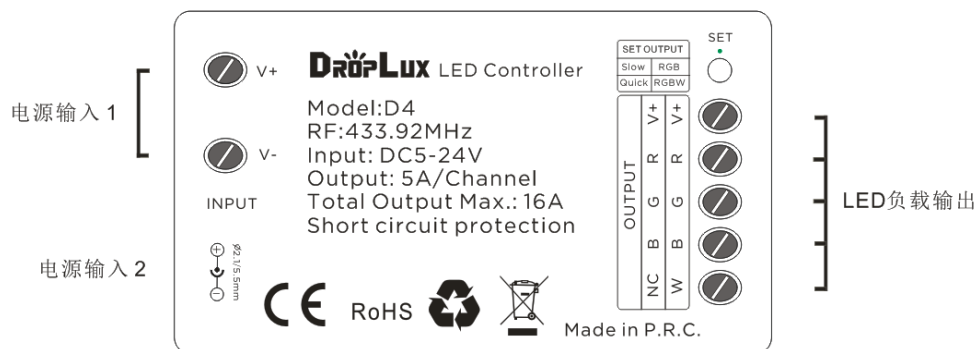 电源输入 1
V+
V-
INPUT
电源输入 2
Ø2.1/5.5mm
DROPLUX LED Controller
Model:D4
RF:433.92MHz
Input: DC5-24V
Output: 5A/Channel
Total Output Max.: 16A
Short circuit protection
CE RoHS
Made in P.R.C.
SET OUTPUT
Slow RGB
Quick RGBW
SET
OUTPUT
V+ V+
R R
G G
B B
NC W
LED负载输出